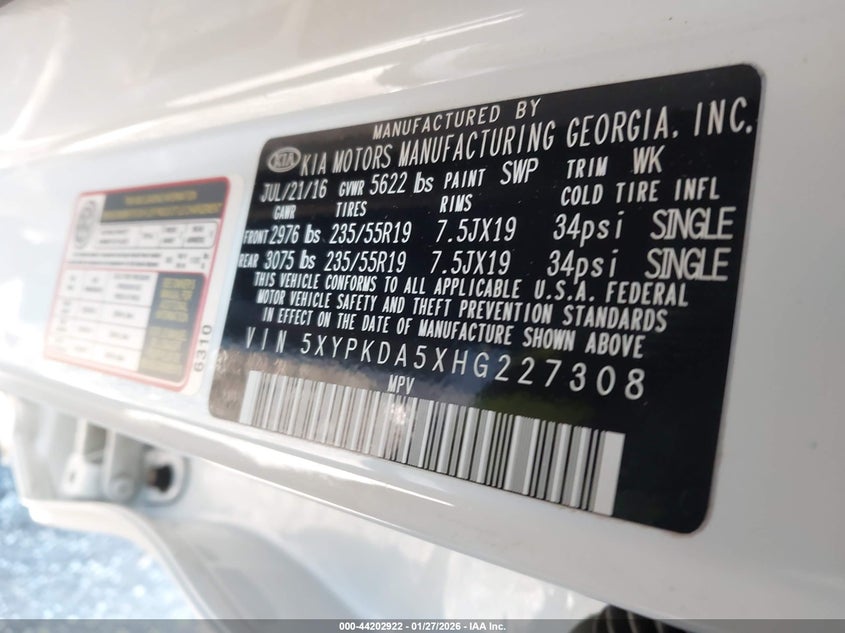 MANUFACTURED BY
KIA KIA MOTORS MANUFACTURING GEORGIA, INC.
JUL/21/16 GVWR 5622 lbs PAINT SWP TRIM WK
GAWR TIRES RIMS COLD TIRE INFL
FRONT 2976 lbs 235/55R19 7.5JX19 34psi SINGLE
REAR 3075 lbs 235/55R19 7.5JX19 34psi SINGLE
THIS VEHICLE CONFORMS TO ALL APPLICABLE U.S.A. FEDERAL
MOTOR VEHICLE SAFETY AND THEFT PREVENTION STANDARDS
IN EFFECT ON THE DATE OF MANUFACTURE SHOWN ABOVE
VIN 5XYPKDA5XHG227308
MPV
6310
000-44202922 | 01/27/2026 - IAA Inc.